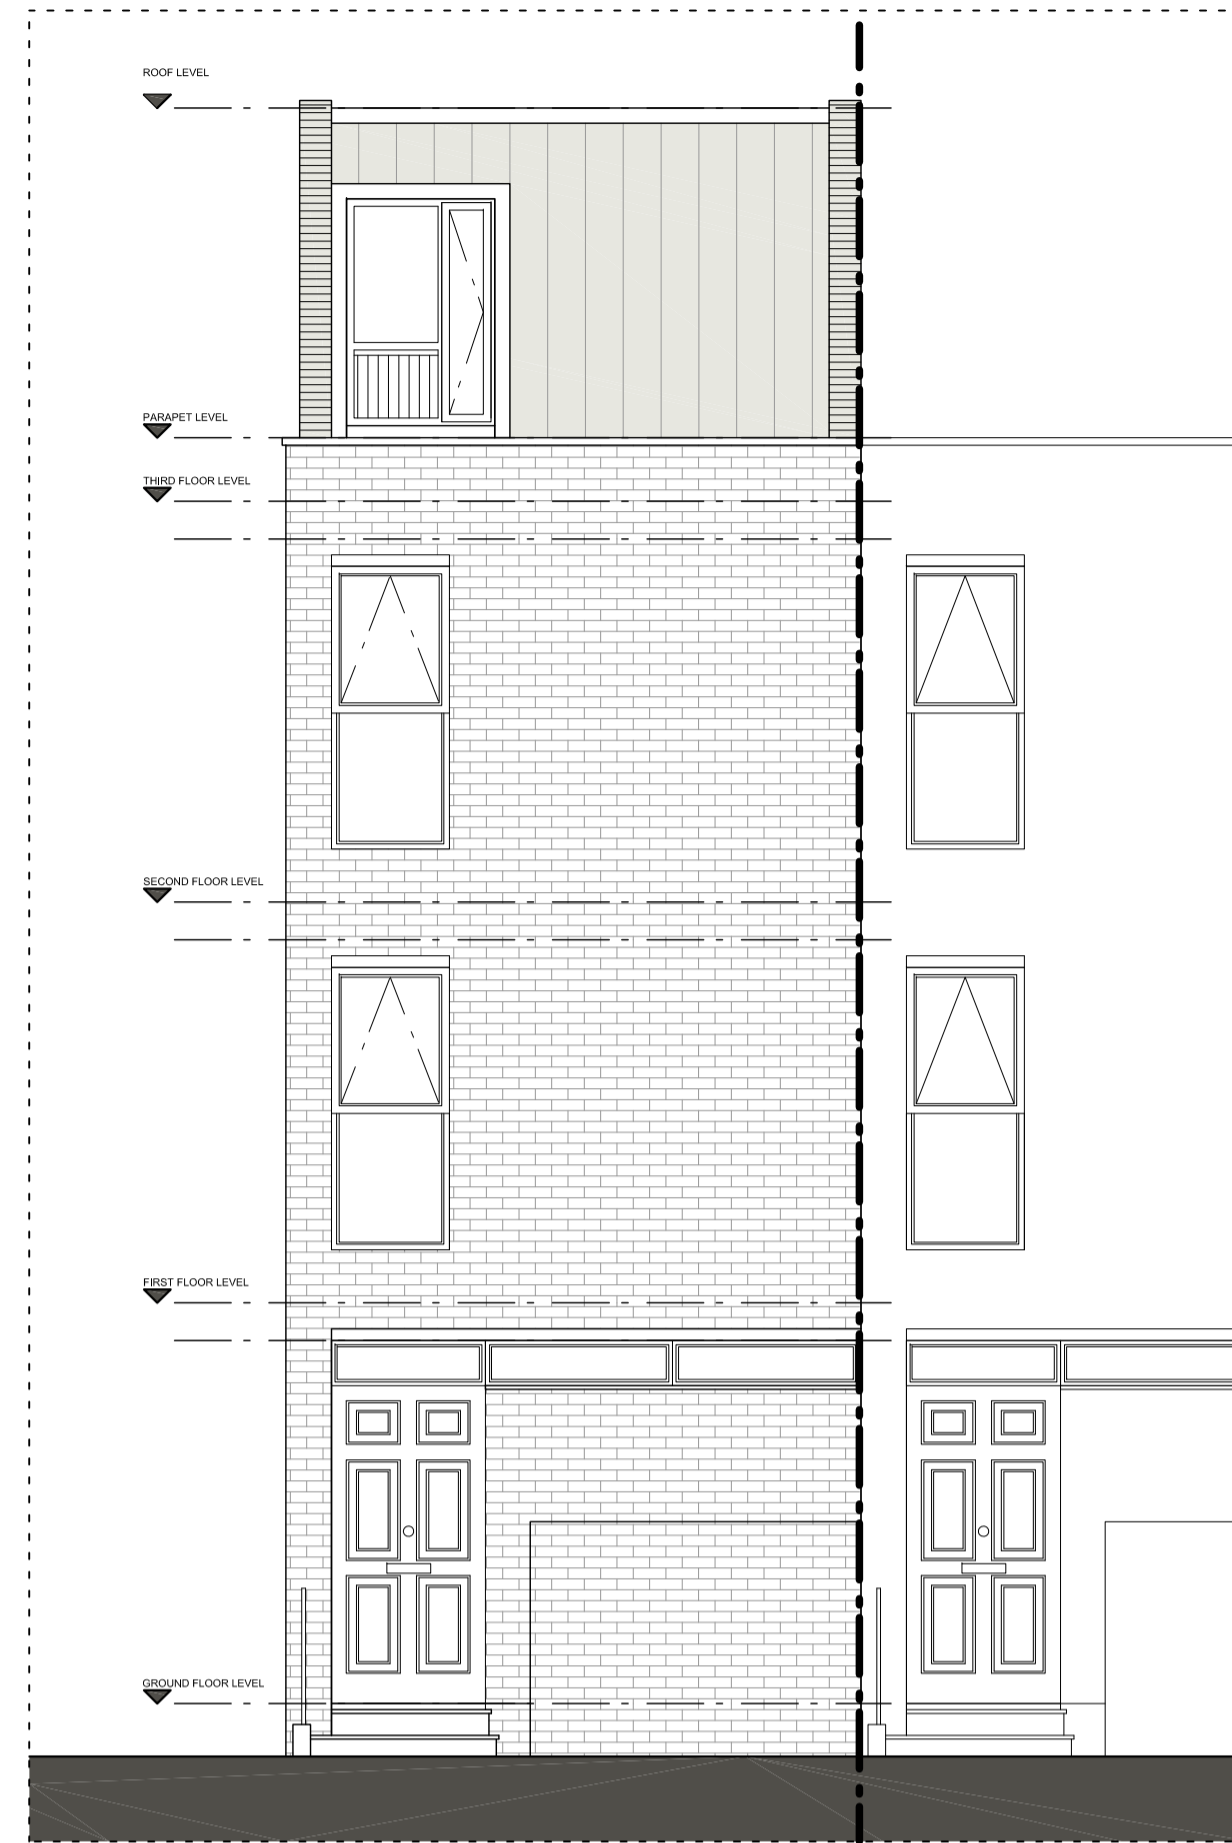 ROOF LEVEL
PARAPET LEVEL
THIRD FLOOR LEVEL
SECOND FLOOR LEVEL
FIRST FLOOR LEVEL
GROUND FLOOR LEVEL